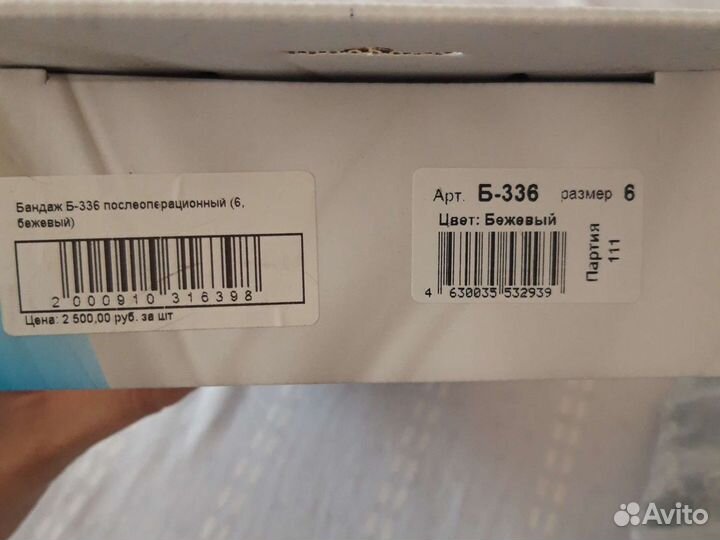 Бандаж Б-336 послеоперационный (6,
бежевый)
2 000910 316398
Цена: 2 500,00 руб. за шт
Арт. Б-336 размер 6
Цвет: Бежевый
4 630035 532939
Партия
111
Avito